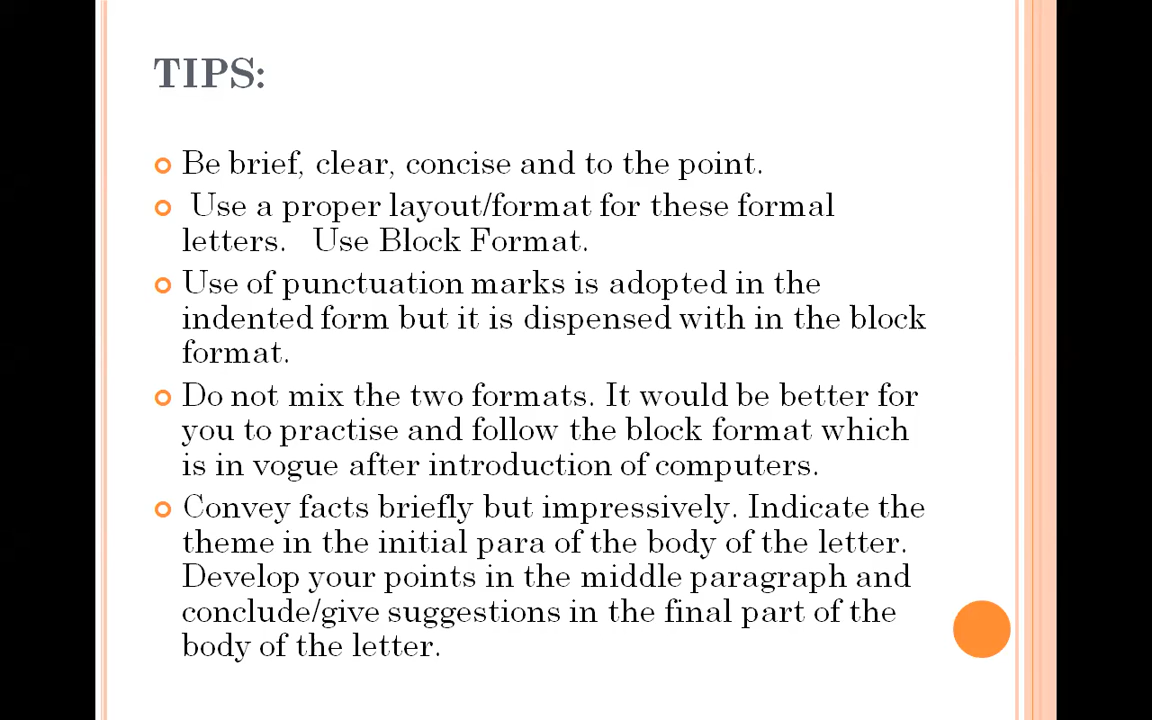 TIPS:
Be brief, clear, concise and to the point.
Use a proper layout/format for these formal
letters.   Use Block Format.
Use of punctuation marks is adopted in the
indented form but it is dispensed with in the block
format.
Do not mix the two formats. It would be better for
you to practise and follow the block format which
is in vogue after introduction of computers.
Convey facts briefly but impressively. Indicate the
theme in the initial para of the body of the letter.
Develop your points in the middle paragraph and
conclude/give suggestions in the final part of the
body of the letter.